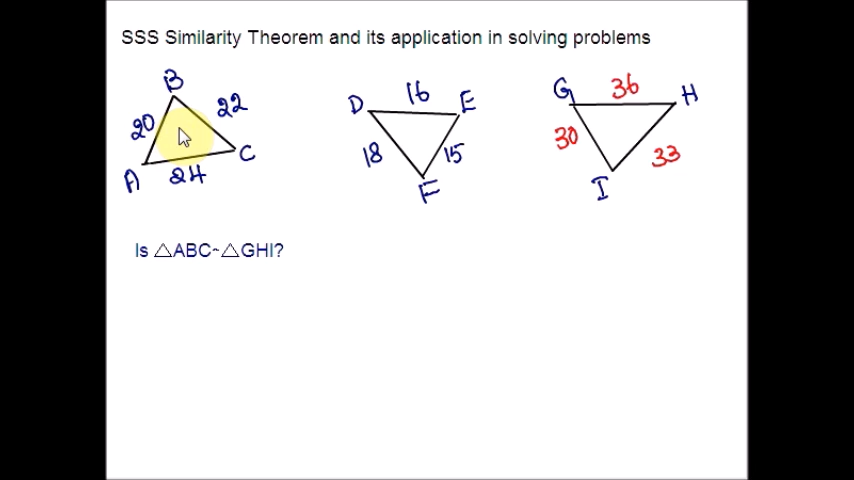 SSS Similarity Theorem and its application in solving problems
B
20
22
A
24
C
D
16
E
18
15
F
G
36
H
30
33
I
Is △ABC~△GHI?